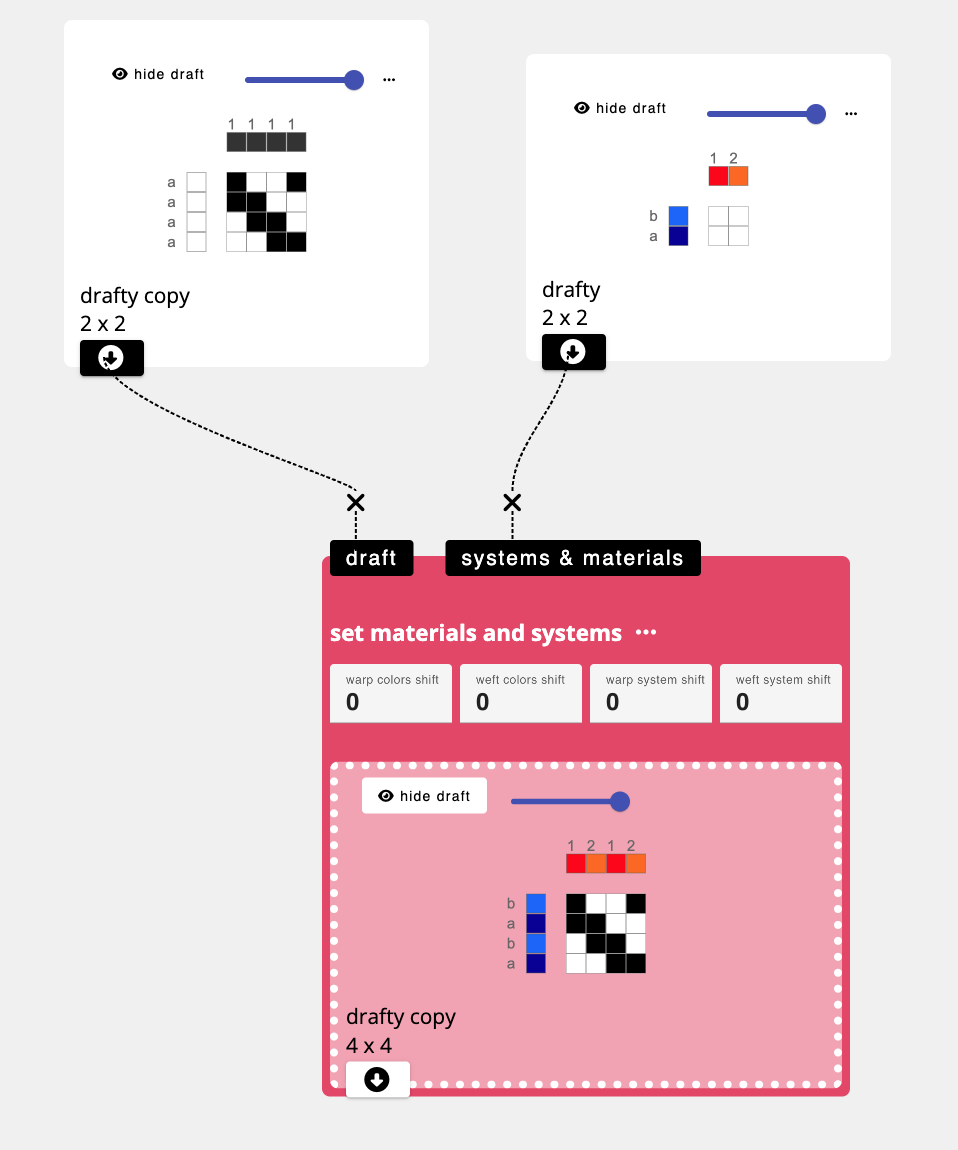 hide draft
1 1 1 1
a
a
a
a
drafty copy
2 x 2
hide draft
1 2
b
a
drafty
2 x 2
draft
systems & materials
set materials and systems
warp colors shift
0
weft colors shift
0
warp system shift
0
weft system shift
0
hide draft
1 2 1 2
b
a
b
a
drafty copy
4 x 4